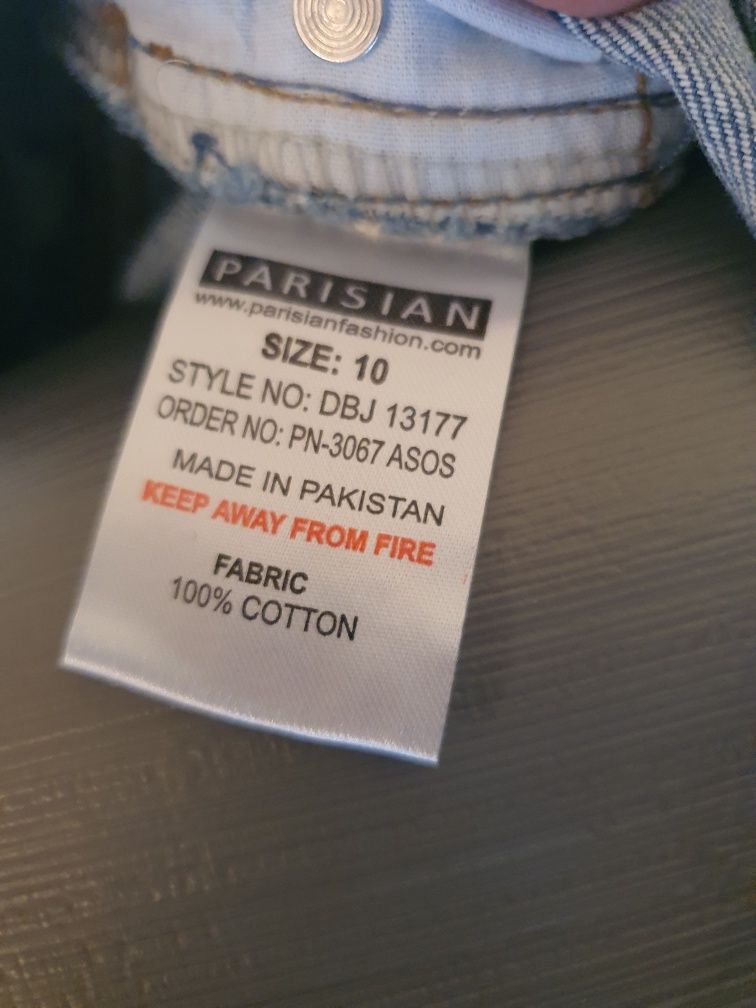 PARISIAN
www.parisianfashion.com
SIZE: 10
STYLE NO: DBJ 13177
ORDER NO: PN-3067 ASOS
MADE IN PAKISTAN
KEEP AWAY FROM FIRE
FABRIC
100% COTTON